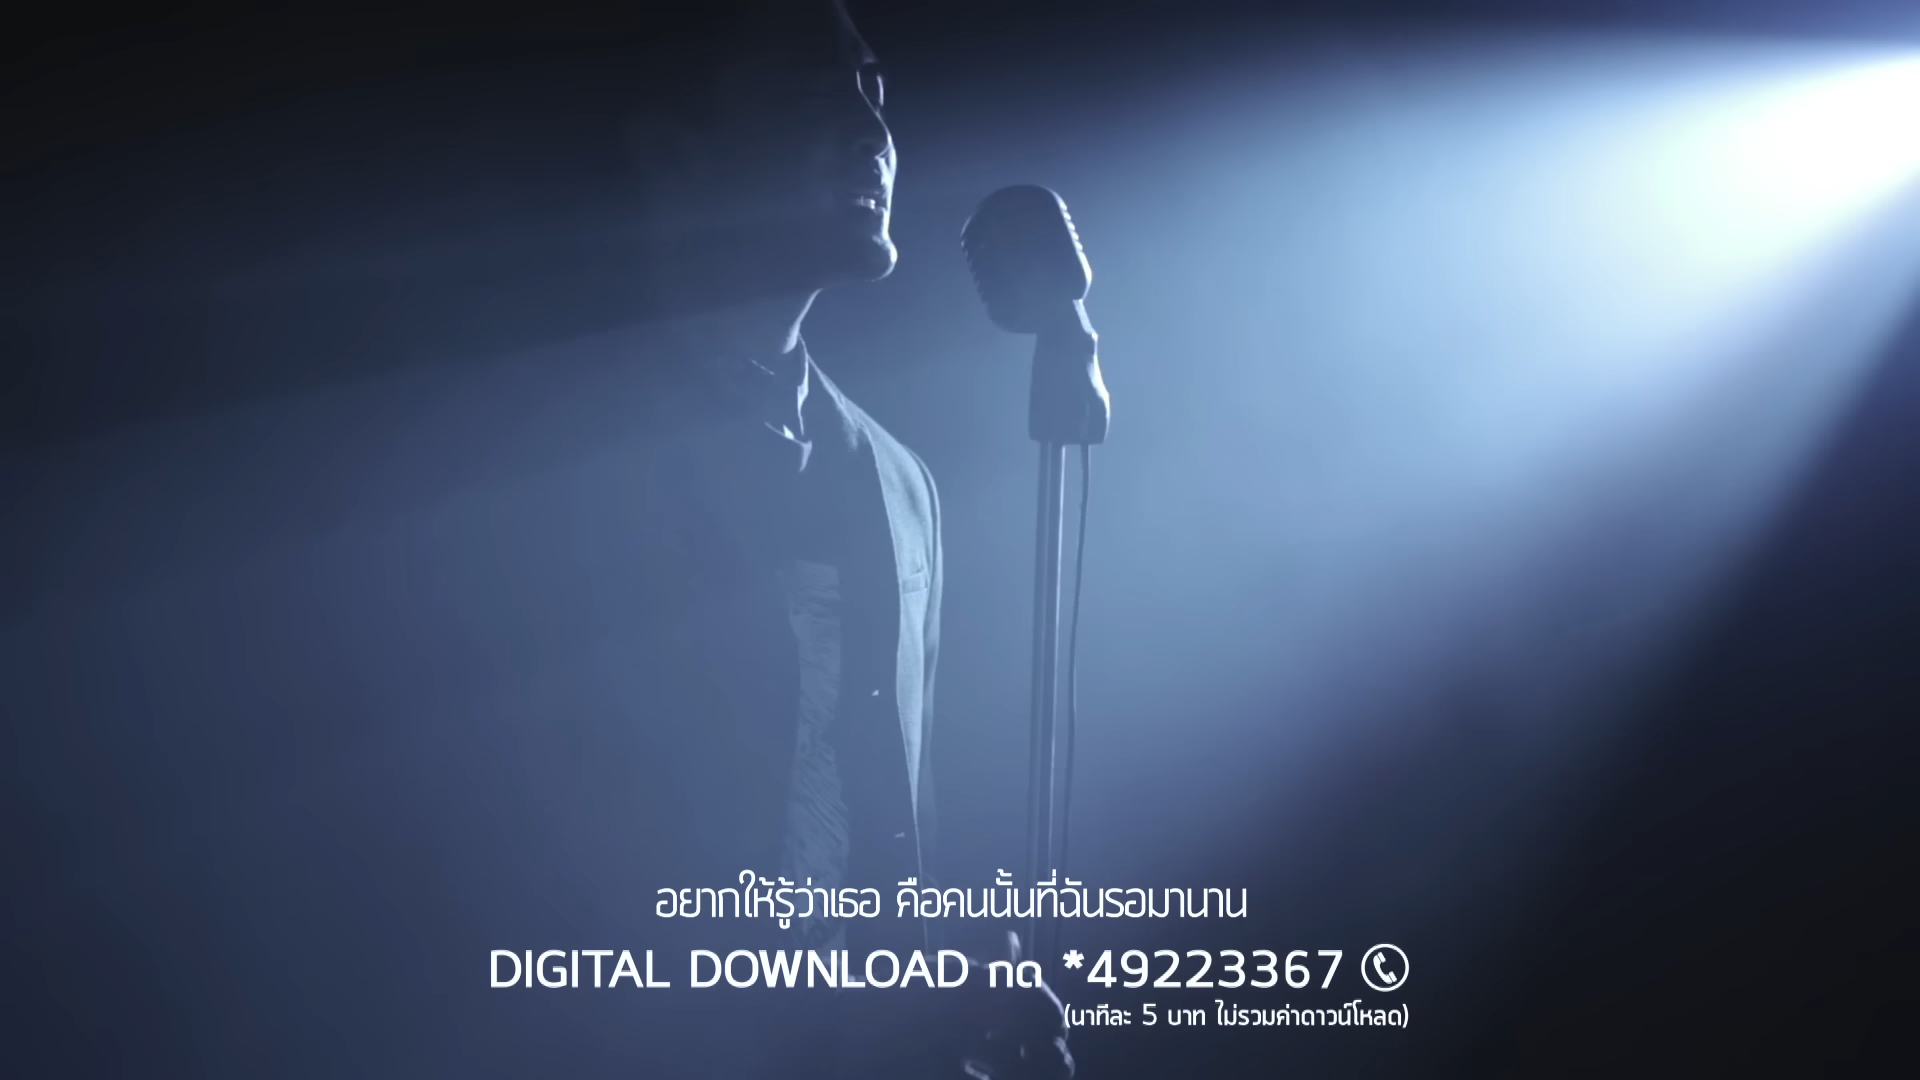 อยากให้รู้ว่าเธอ คือคนนั้นที่ฉันรอมานาน
DIGITAL DOWNLOAD กด *49223367
(นาทีละ 5 บาท ไม่รวมค่าดาวน์โหลด)